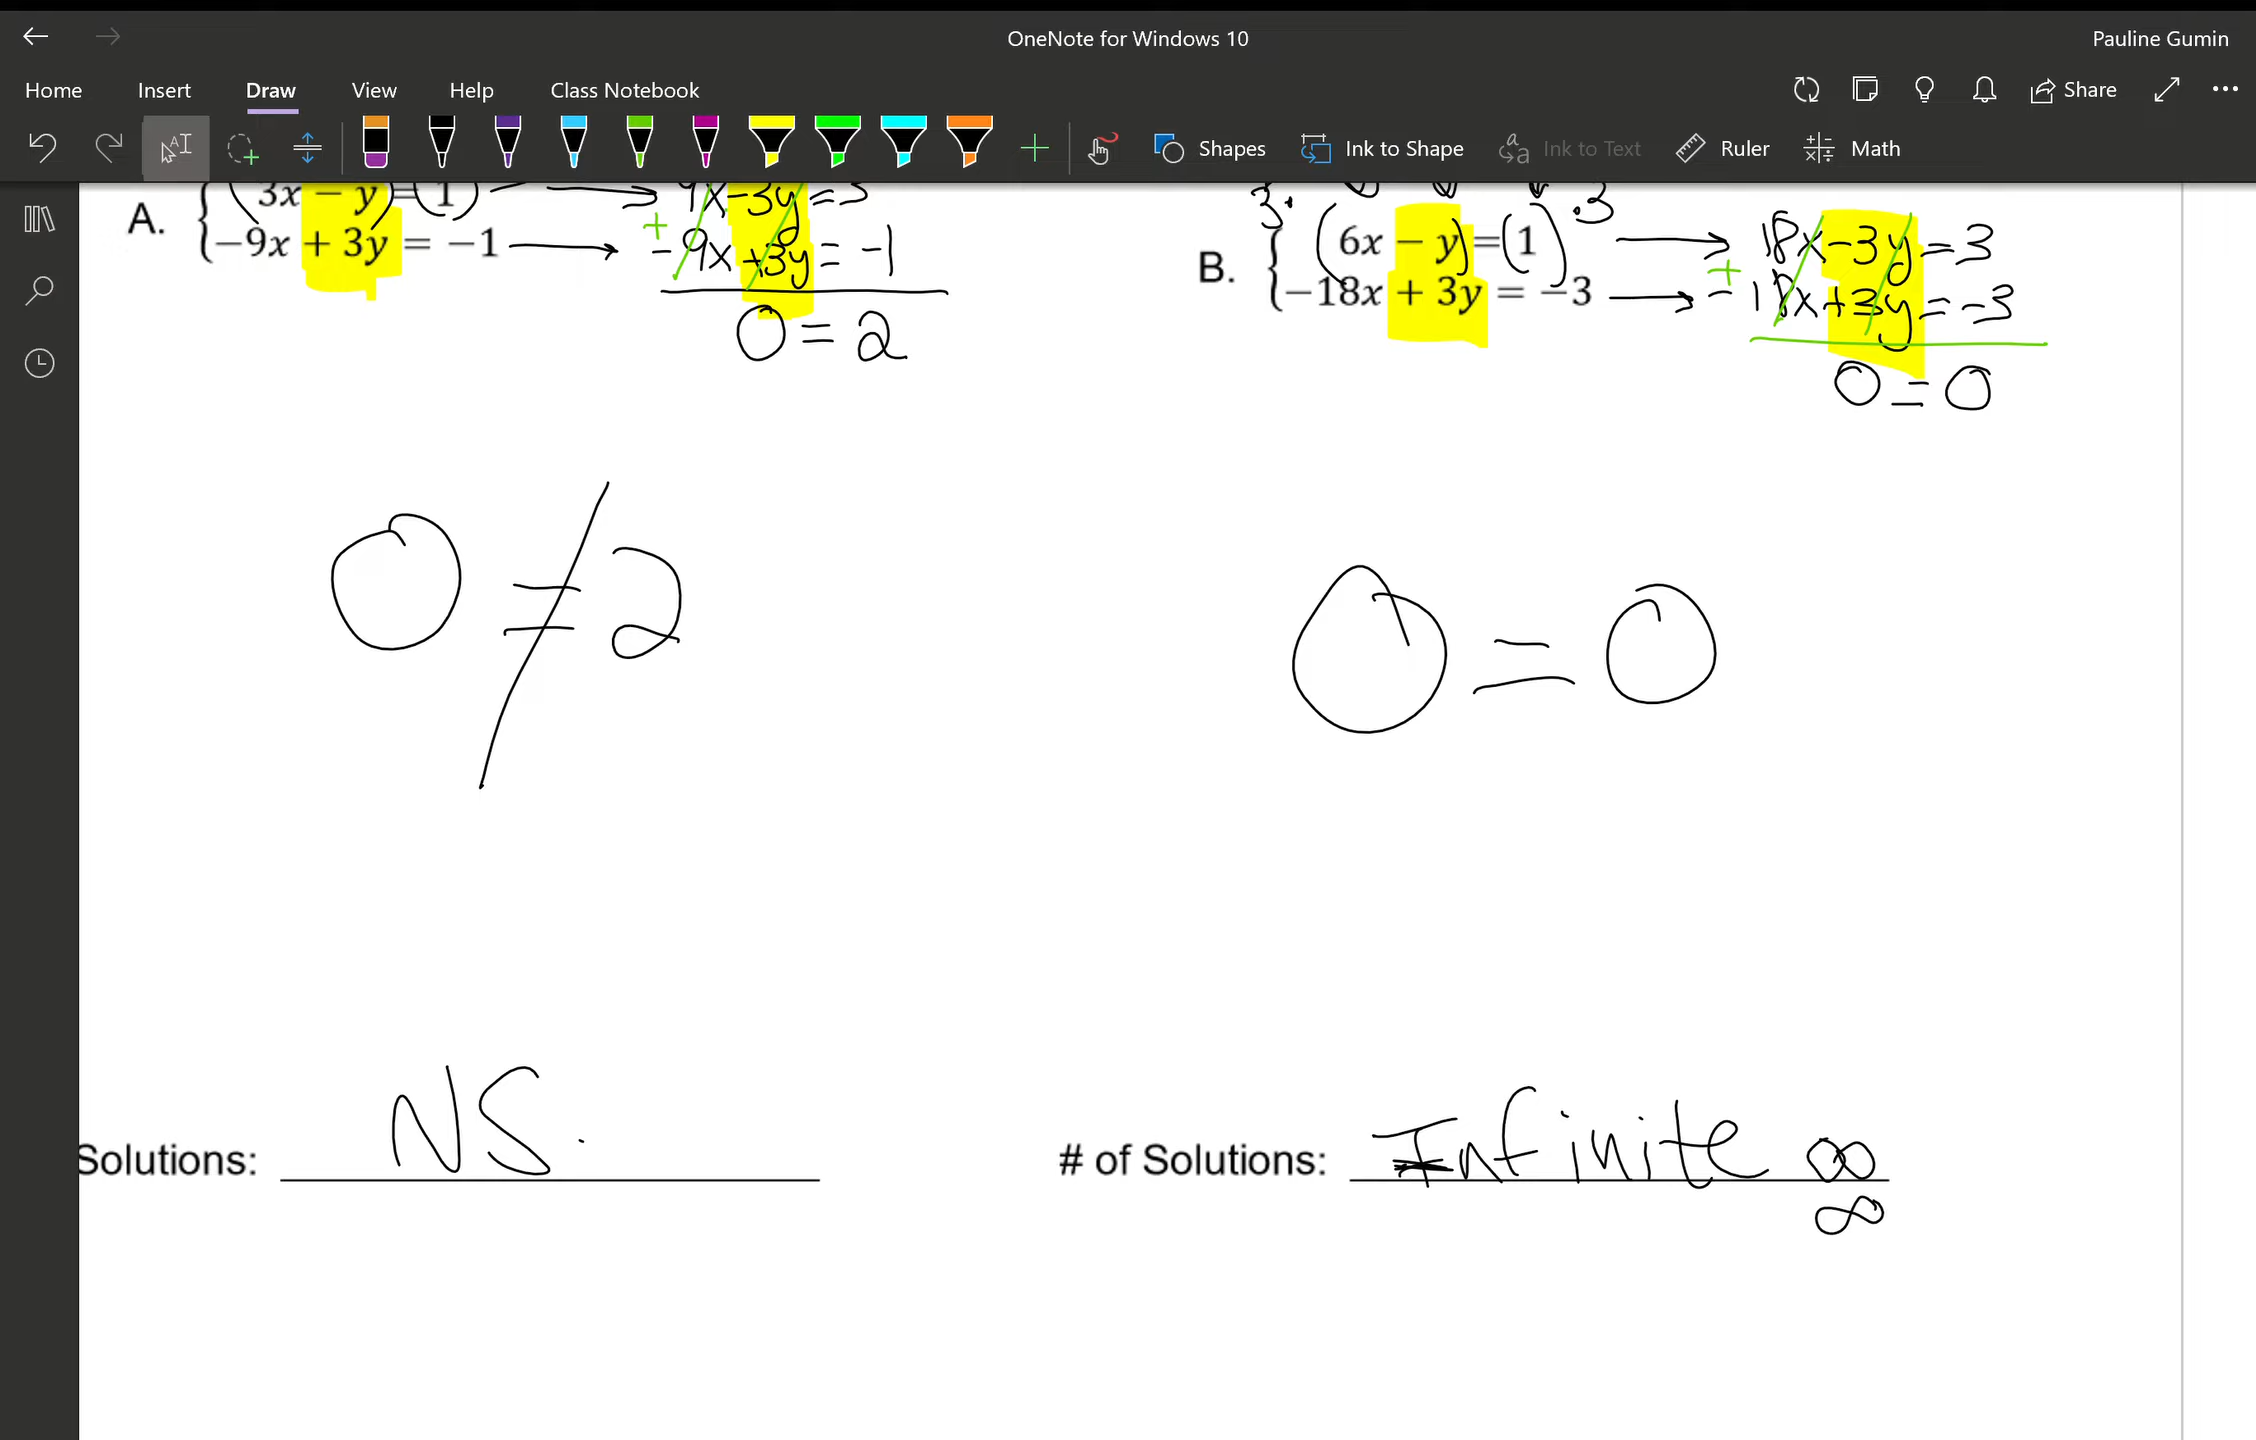 OneNote for Windows 10
Pauline Gumin
Home Insert Draw View Help Class Notebook
Share
Shapes Ink to Shape Ink to Text Ruler Math
A.
(3x − y)=(1)
−9x + 3y = −1
9x-3y=3
+ -9x+3y=-1
0=2
B.
3·(6x − y)=(1)·3
−18x + 3y = −3
18x-3y=3
+ -18x+3y=-3
0=0
0≠2
0=0
Solutions: NS.
# of Solutions: Infinite ∞
∞